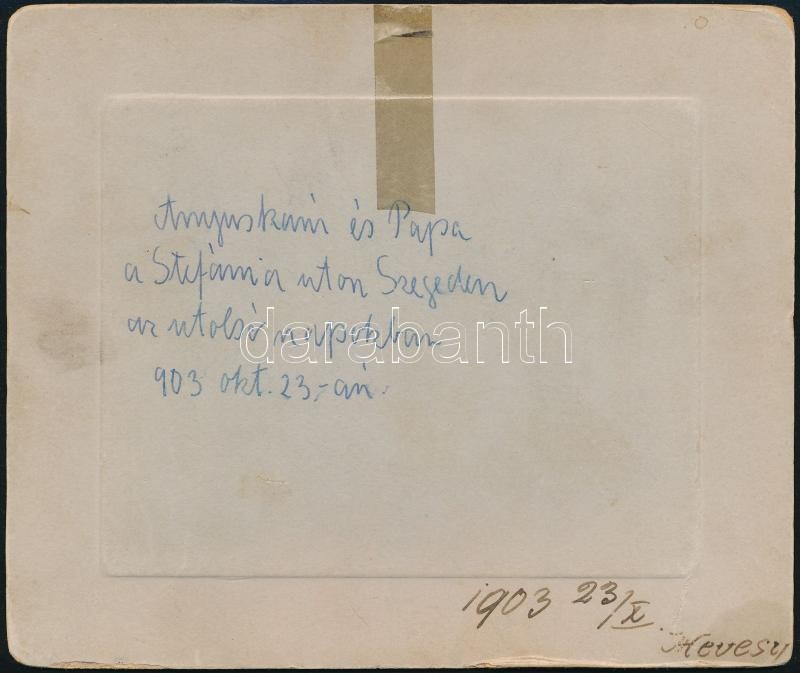 Anyuskám és Papa
a Stefánia uton Szegeden
az utolsó napokban
903 okt. 23,-án.
darabanth
1903 23/X.
Hevesy